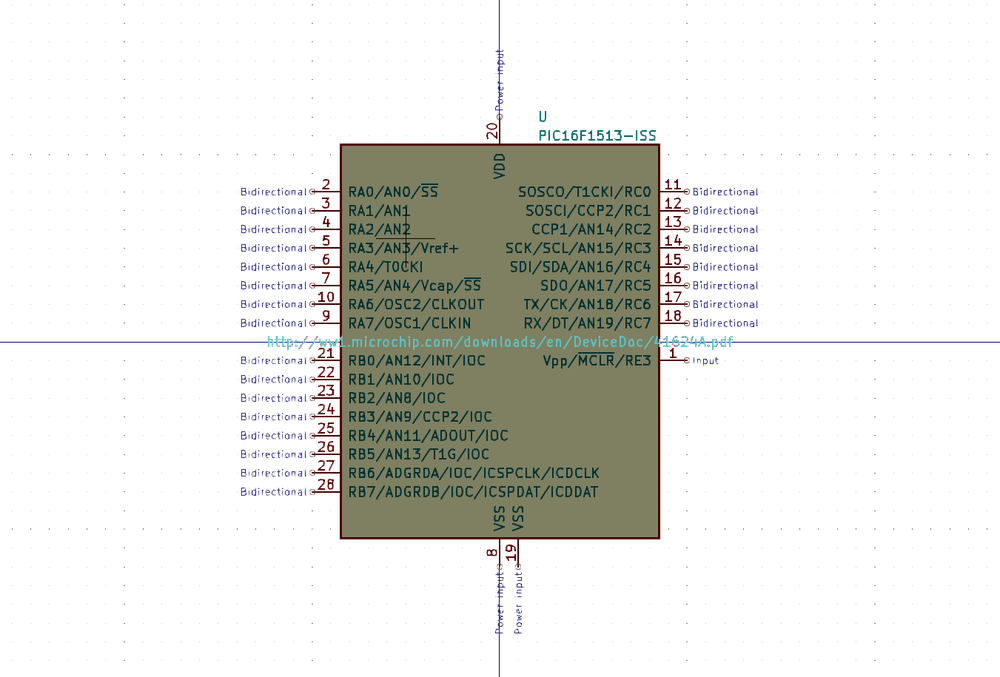 Power input
20
U
PIC16F1513-ISS
VDD
Bidirectional 2 RA0/AN0/SS SOSCO/T1CKI/RC0 11 Bidirectional
Bidirectional 3 RA1/AN1 SOSCI/CCP2/RC1 12 Bidirectional
Bidirectional 4 RA2/AN2 CCP1/AN14/RC2 13 Bidirectional
Bidirectional 5 RA3/AN3/Vref+ SCK/SCL/AN15/RC3 14 Bidirectional
Bidirectional 6 RA4/T0CKI SDI/SDA/AN16/RC4 15 Bidirectional
Bidirectional 7 RA5/AN4/Vcap/SS SDO/AN17/RC5 16 Bidirectional
Bidirectional 10 RA6/OSC2/CLKOUT TX/CK/AN18/RC6 17 Bidirectional
Bidirectional 9 RA7/OSC1/CLKIN RX/DT/AN19/RC7 18 Bidirectional
http://ww1.microchip.com/downloads/en/DeviceDoc/41624A.pdf
Bidirectional 21 RB0/AN12/INT/IOC Vpp/MCLR/RE3 1 Input
Bidirectional 22 RB1/AN10/IOC
Bidirectional 23 RB2/AN8/IOC
Bidirectional 24 RB3/AN9/CCP2/IOC
Bidirectional 25 RB4/AN11/ADOUT/IOC
Bidirectional 26 RB5/AN13/T1G/IOC
Bidirectional 27 RB6/ADGRDA/IOC/ICSPCLK/ICDCLK
Bidirectional 28 RB7/ADGRDB/IOC/ICSPDAT/ICDDAT
VSS VSS
8 19
Power input Power input